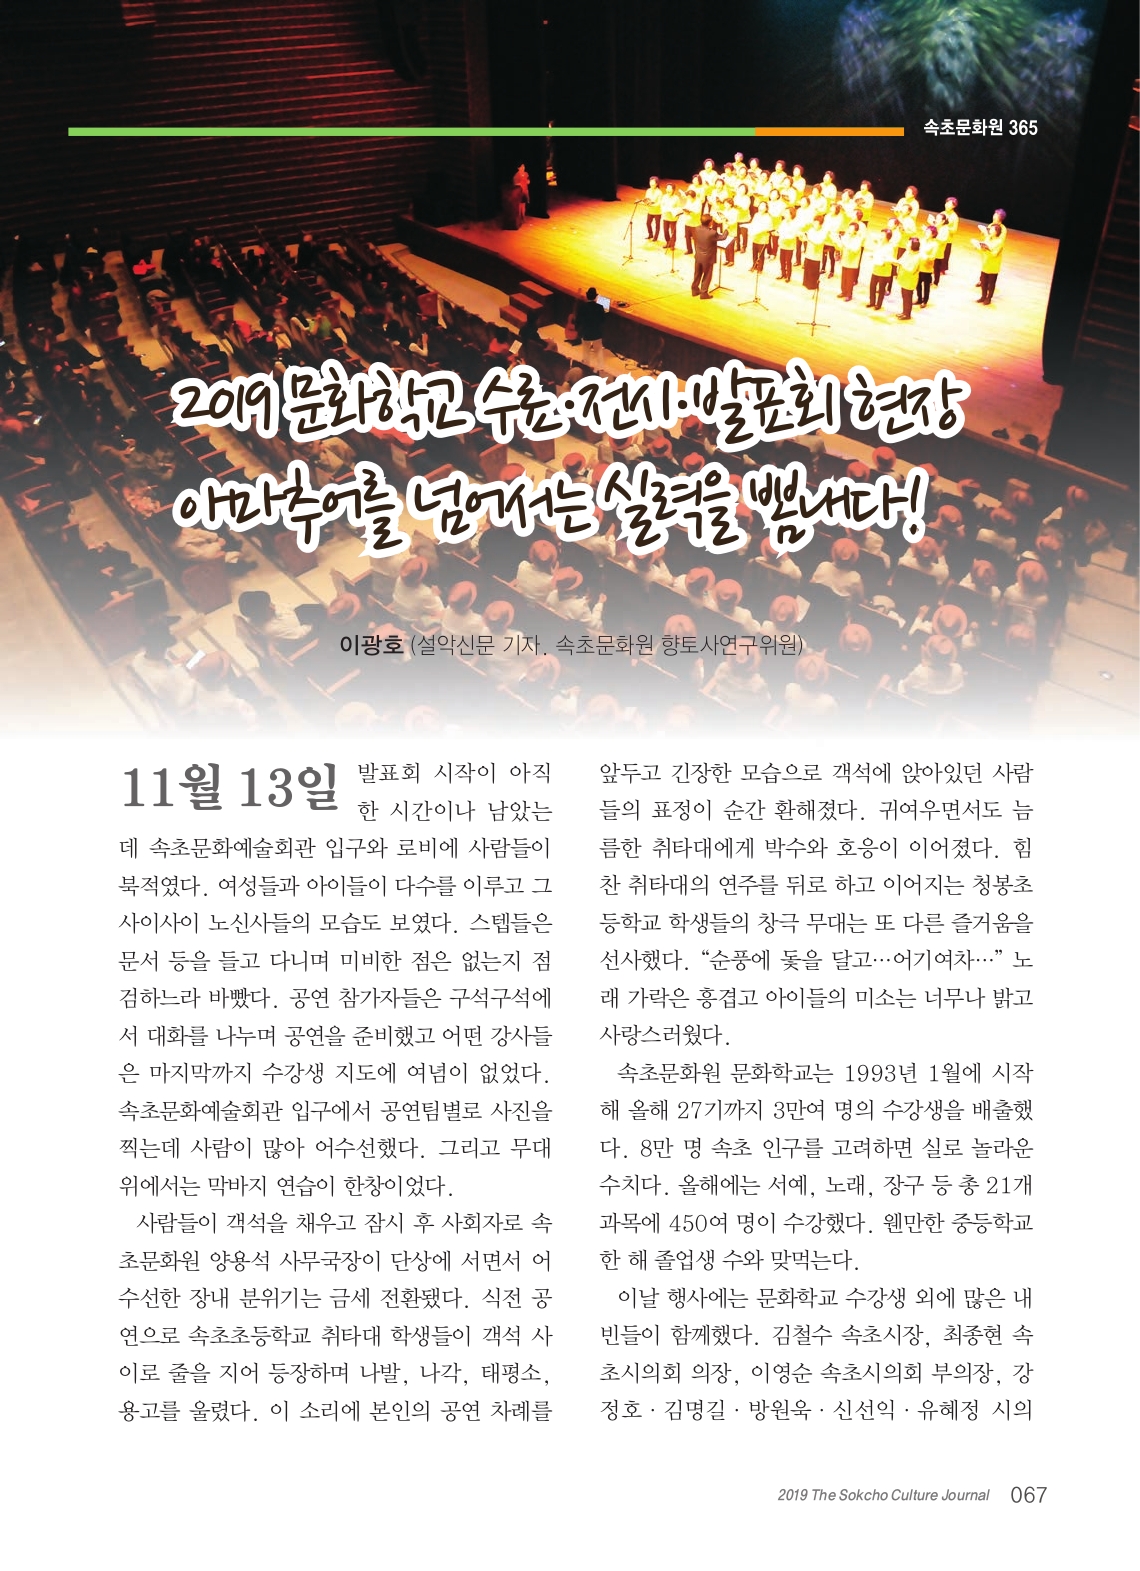 속초문화원 365
2019 문화학교 수료·전시·발표회 현장
아마추어를 넘어서는 실력을 뽐내다!
이광호 (설악신문 기자. 속초문화원 향토사연구위원)
11월 13일 발표회 시작이 아직
한 시간이나 남았는
데 속초문화예술회관 입구와 로비에 사람들이
북적였다. 여성들과 아이들이 다수를 이루고 그
사이사이 노신사들의 모습도 보였다. 스텝들은
문서 등을 들고 다니며 미비한 점은 없는지 점
검하느라 바빴다. 공연 참가자들은 구석구석에
서 대화를 나누며 공연을 준비했고 어떤 강사들
은 마지막까지 수강생 지도에 여념이 없었다.
속초문화예술회관 입구에서 공연팀별로 사진을
찍는데 사람이 많아 어수선했다. 그리고 무대
위에서는 막바지 연습이 한창이었다.
사람들이 객석을 채우고 잠시 후 사회자로 속
초문화원 양용석 사무국장이 단상에 서면서 어
수선한 장내 분위기는 금세 전환됐다. 식전 공
연으로 속초초등학교 취타대 학생들이 객석 사
이로 줄을 지어 등장하며 나발, 나각, 태평소,
용고를 울렸다. 이 소리에 본인의 공연 차례를
앞두고 긴장한 모습으로 객석에 앉아있던 사람
들의 표정이 순간 환해졌다. 귀여우면서도 늠
름한 취타대에게 박수와 호응이 이어졌다. 힘
찬 취타대의 연주를 뒤로 하고 이어지는 청봉초
등학교 학생들의 창극 무대는 또 다른 즐거움을
선사했다. “순풍에 돛을 달고…어기여차…” 노
래 가락은 흥겹고 아이들의 미소는 너무나 밝고
사랑스러웠다.
속초문화원 문화학교는 1993년 1월에 시작
해 올해 27기까지 3만여 명의 수강생을 배출했
다. 8만 명 속초 인구를 고려하면 실로 놀라운
수치다. 올해에는 서예, 노래, 장구 등 총 21개
과목에 450여 명이 수강했다. 웬만한 중등학교
한 해 졸업생 수와 맞먹는다.
이날 행사에는 문화학교 수강생 외에 많은 내
빈들이 함께했다. 김철수 속초시장, 최종현 속
초시의회 의장, 이영순 속초시의회 부의장, 강
정호·김명길·방원욱·신선익·유혜정 시의
2019 The Sokcho Culture Journal 067